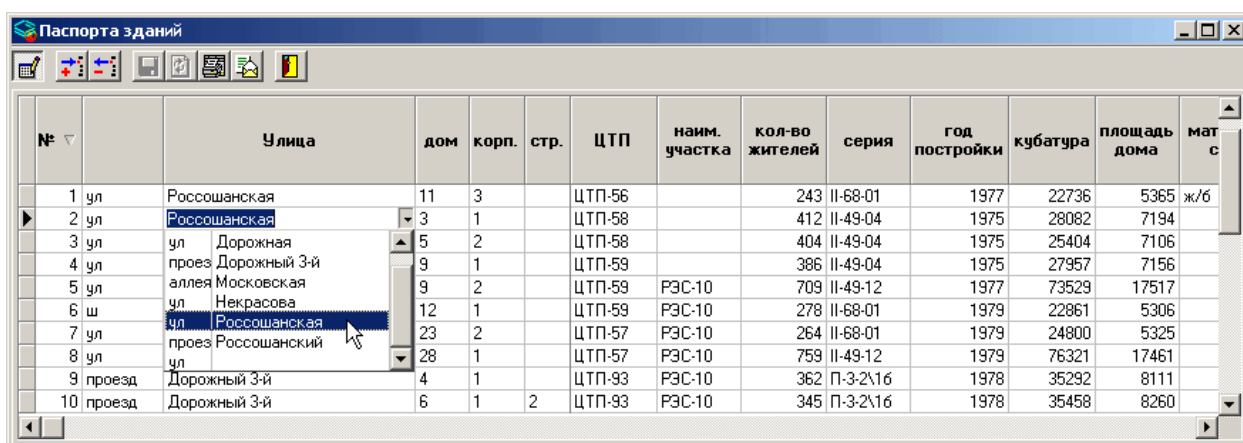 Паспорта зданий
№ Улица дом корп. стр. ЦТП наим. участка кол-во жителей серия год постройки кубатура площадь дома мат с
1 ул Россошанская 11 3 ЦТП-56 243 II-68-01 1977 22736 5365 ж/б
2 ул Россошанская 3 1 ЦТП-58 412 II-49-04 1975 28082 7194
3 ул 5 2 ЦТП-58 404 II-49-04 1975 25404 7106
4 ул 9 1 ЦТП-59 386 II-49-04 1975 27957 7156
5 ул 9 2 ЦТП-59 РЭС-10 709 II-49-12 1977 73529 17517
6 ш 12 1 ЦТП-59 РЭС-10 278 II-68-01 1979 22861 5306
7 ул 23 2 ЦТП-57 РЭС-10 264 II-68-01 1979 24800 5325
8 ул 28 1 ЦТП-57 РЭС-10 759 II-49-12 1979 76321 17461
9 проезд Дорожный 3-й 4 1 ЦТП-93 РЭС-10 362 П-3-2\16 1978 35292 8111
10 проезд Дорожный 3-й 6 1 2 ЦТП-93 РЭС-10 345 П-3-2\16 1978 35458 8260
ул Дорожная
проез Дорожный 3-й
аллея Московская
ул Некрасова
ул Россошанская
проез Россошанский
ул